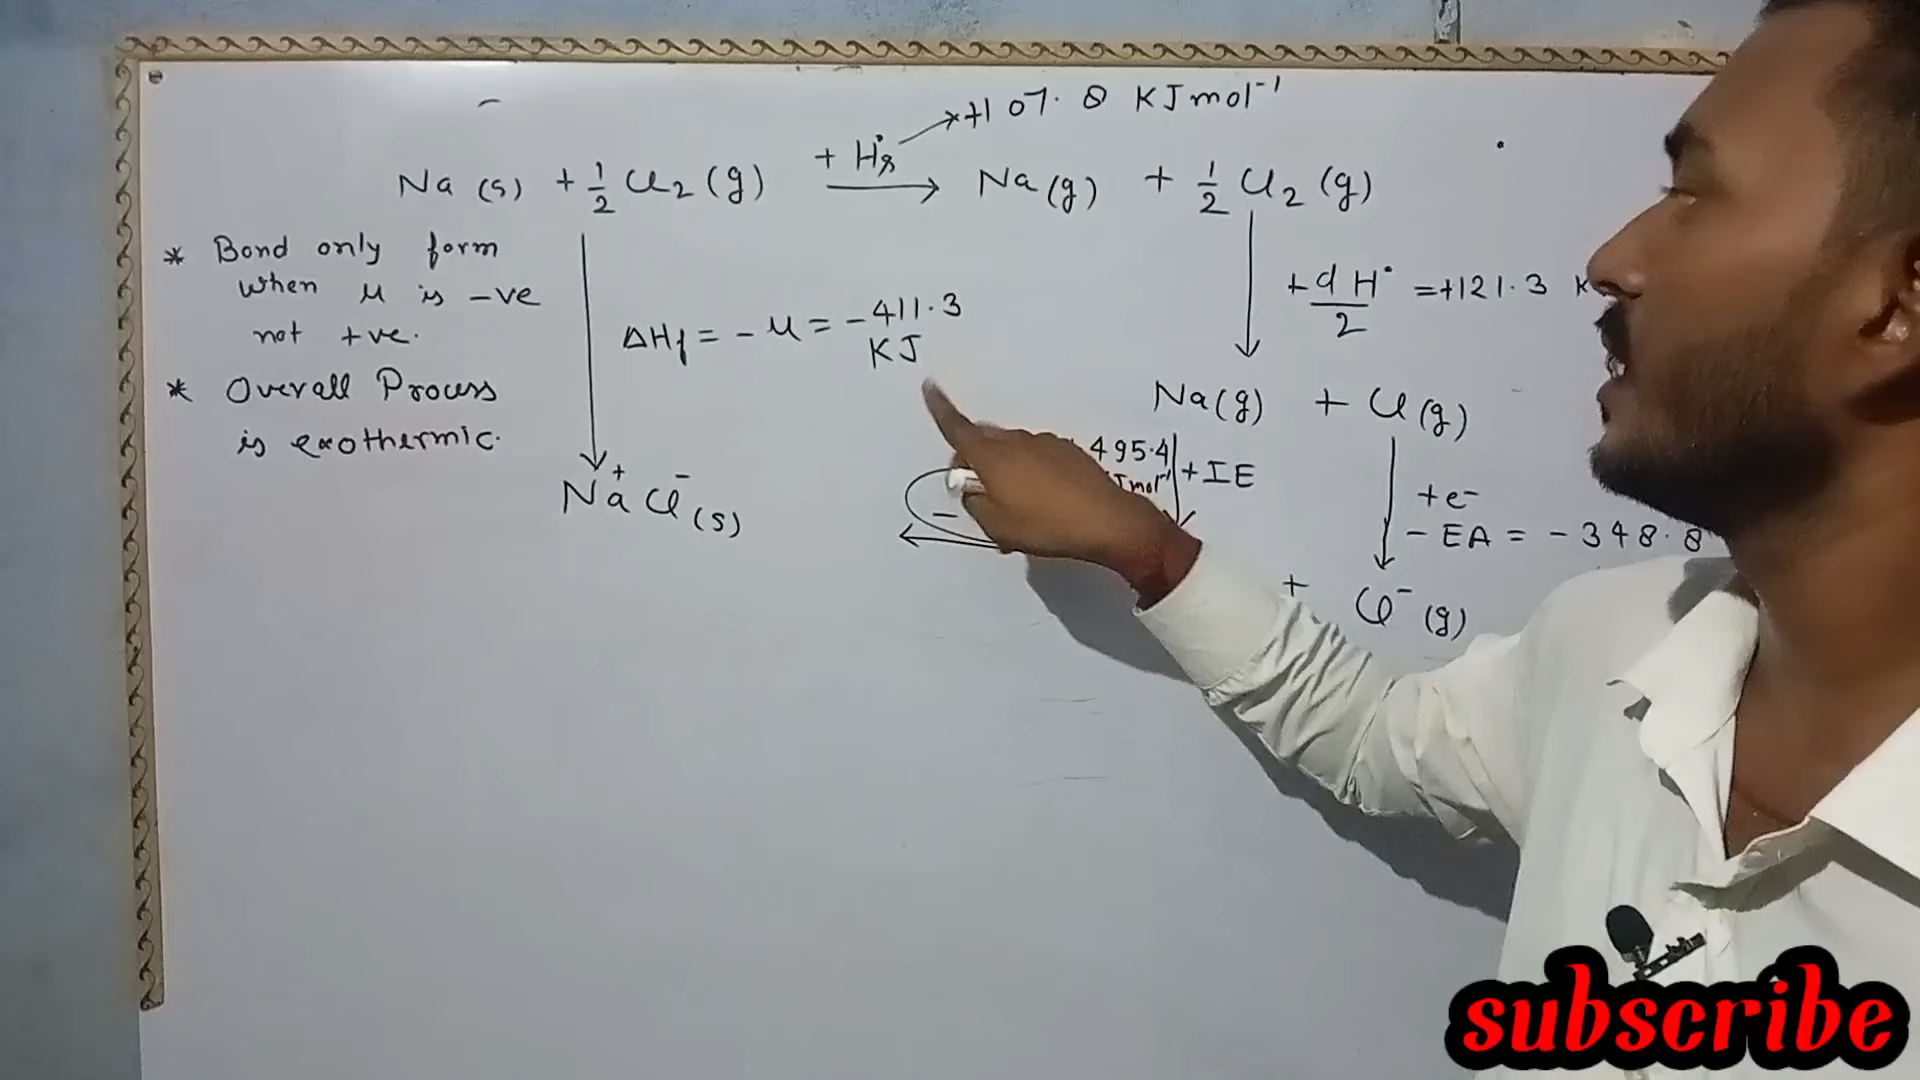 +107.8 KJmol⁻¹
+ H°s
Na (s) + 1/2 Cl2 (g) → Na(g) + 1/2 Cl2 (g)
* Bond only form
when u is -ve
not +ve.
* Overall Process
is exothermic.
ΔHf = -u = -411.3
KJ
+dH°/2 = +121.3 K
Na(g) + Cl(g)
495.4
Jmol⁻¹
+IE
+e⁻
-EA = -348.8
Na⁺Cl⁻(s)
-
+ Cl⁻(g)
subscribe